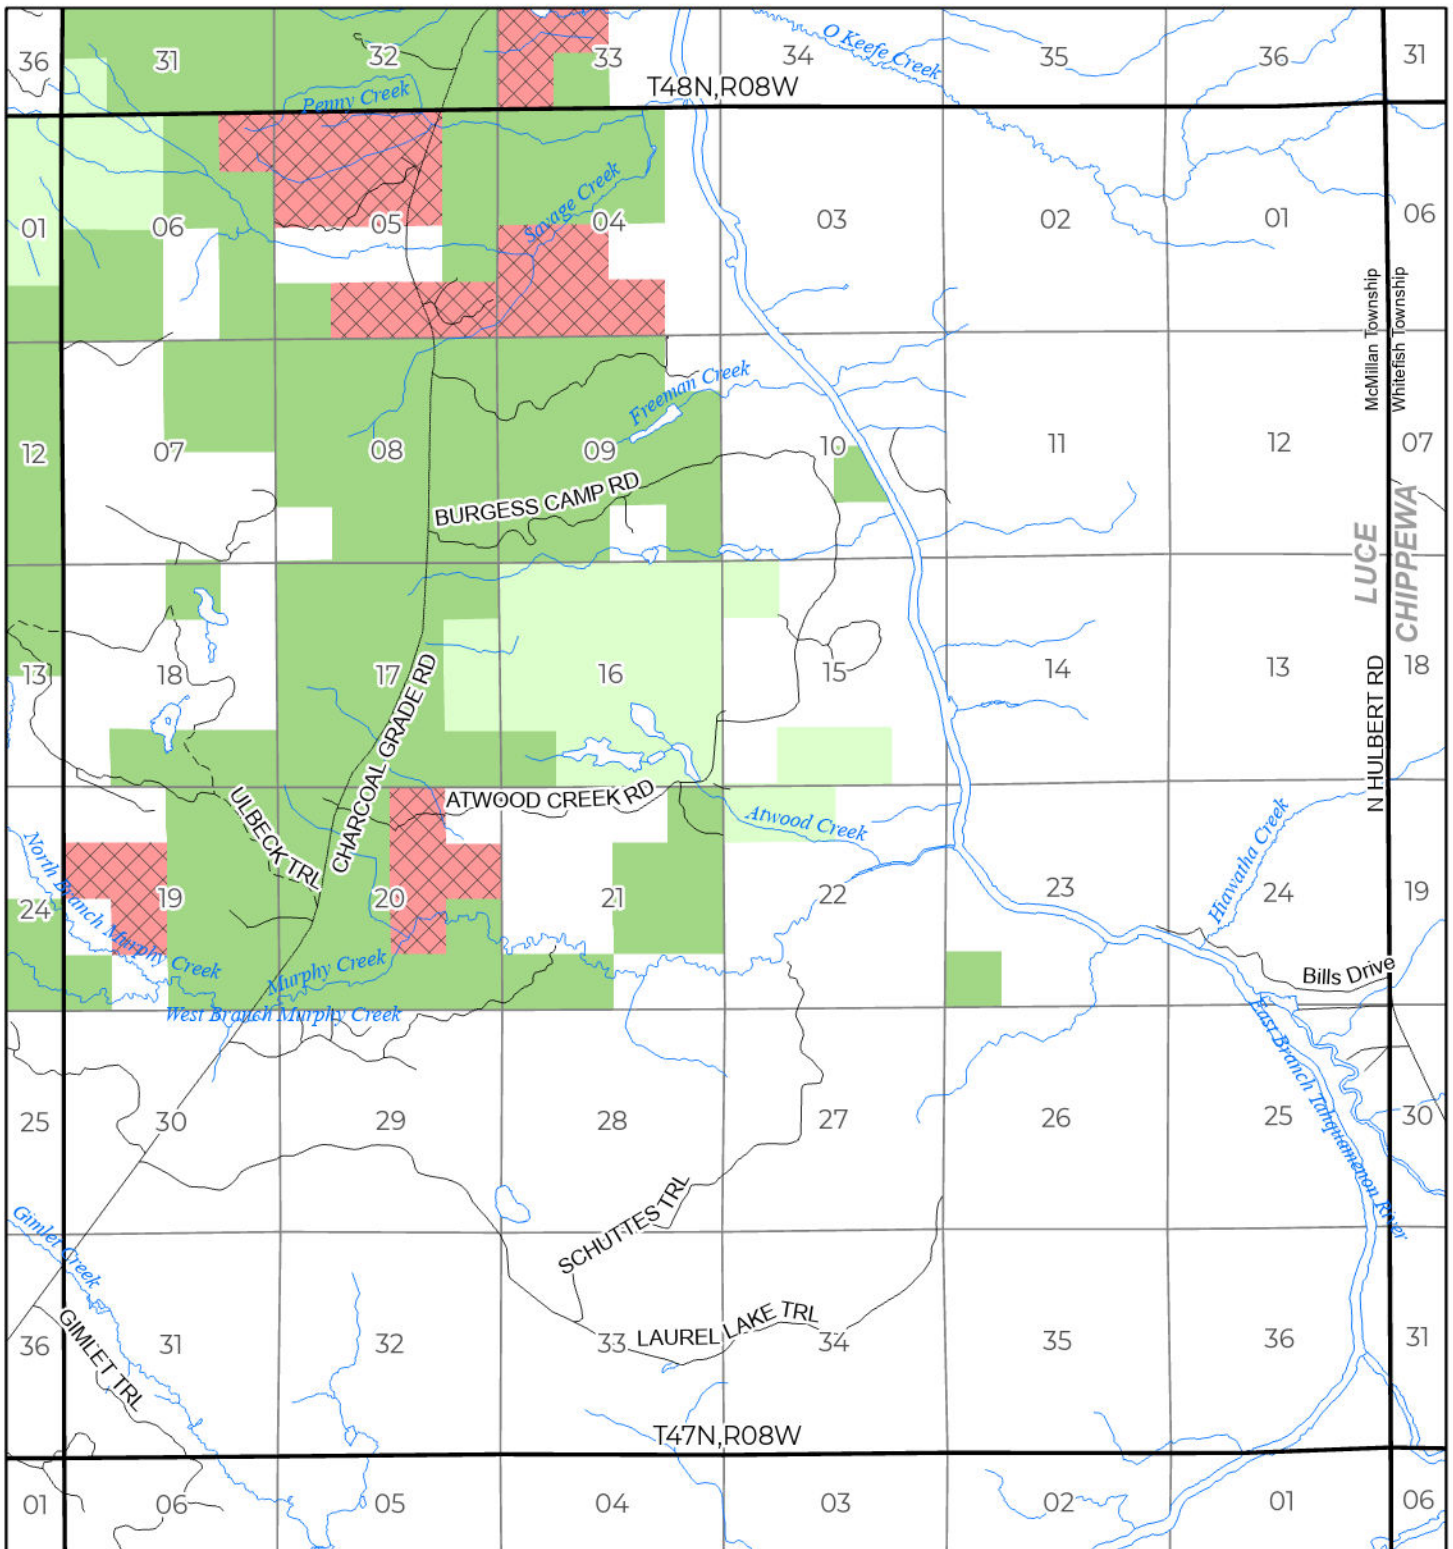 36
31
32
33
34
35
36
31
O Keefe Creek
T48N,R08W
Penny Creek
Savage Creek
01
06
05
04
03
02
01
06
McMillan Township
Whitefish Township
Freeman Creek
12
07
08
09
10
11
12
07
BURGESS CAMP RD
LUCE
CHIPPEWA
13
18
17
16
15
14
13
18
CHARCOAL GRADE RD
N HULBERT RD
ULBECK TRL
ATWOOD CREEK RD
Atwood Creek
Hiawatha Creek
North Branch Murphy Creek
24
19
20
21
22
23
24
19
Murphy Creek
West Branch Murphy Creek
Bills Drive
East Branch Tahquamenon River
25
30
29
28
27
26
25
30
SCHUTTES TRL
Gimlet Creek
GIMLET TRL
LAUREL LAKE TRL
36
31
32
33
34
35
36
31
T47N,R08W
01
06
05
04
03
02
01
06